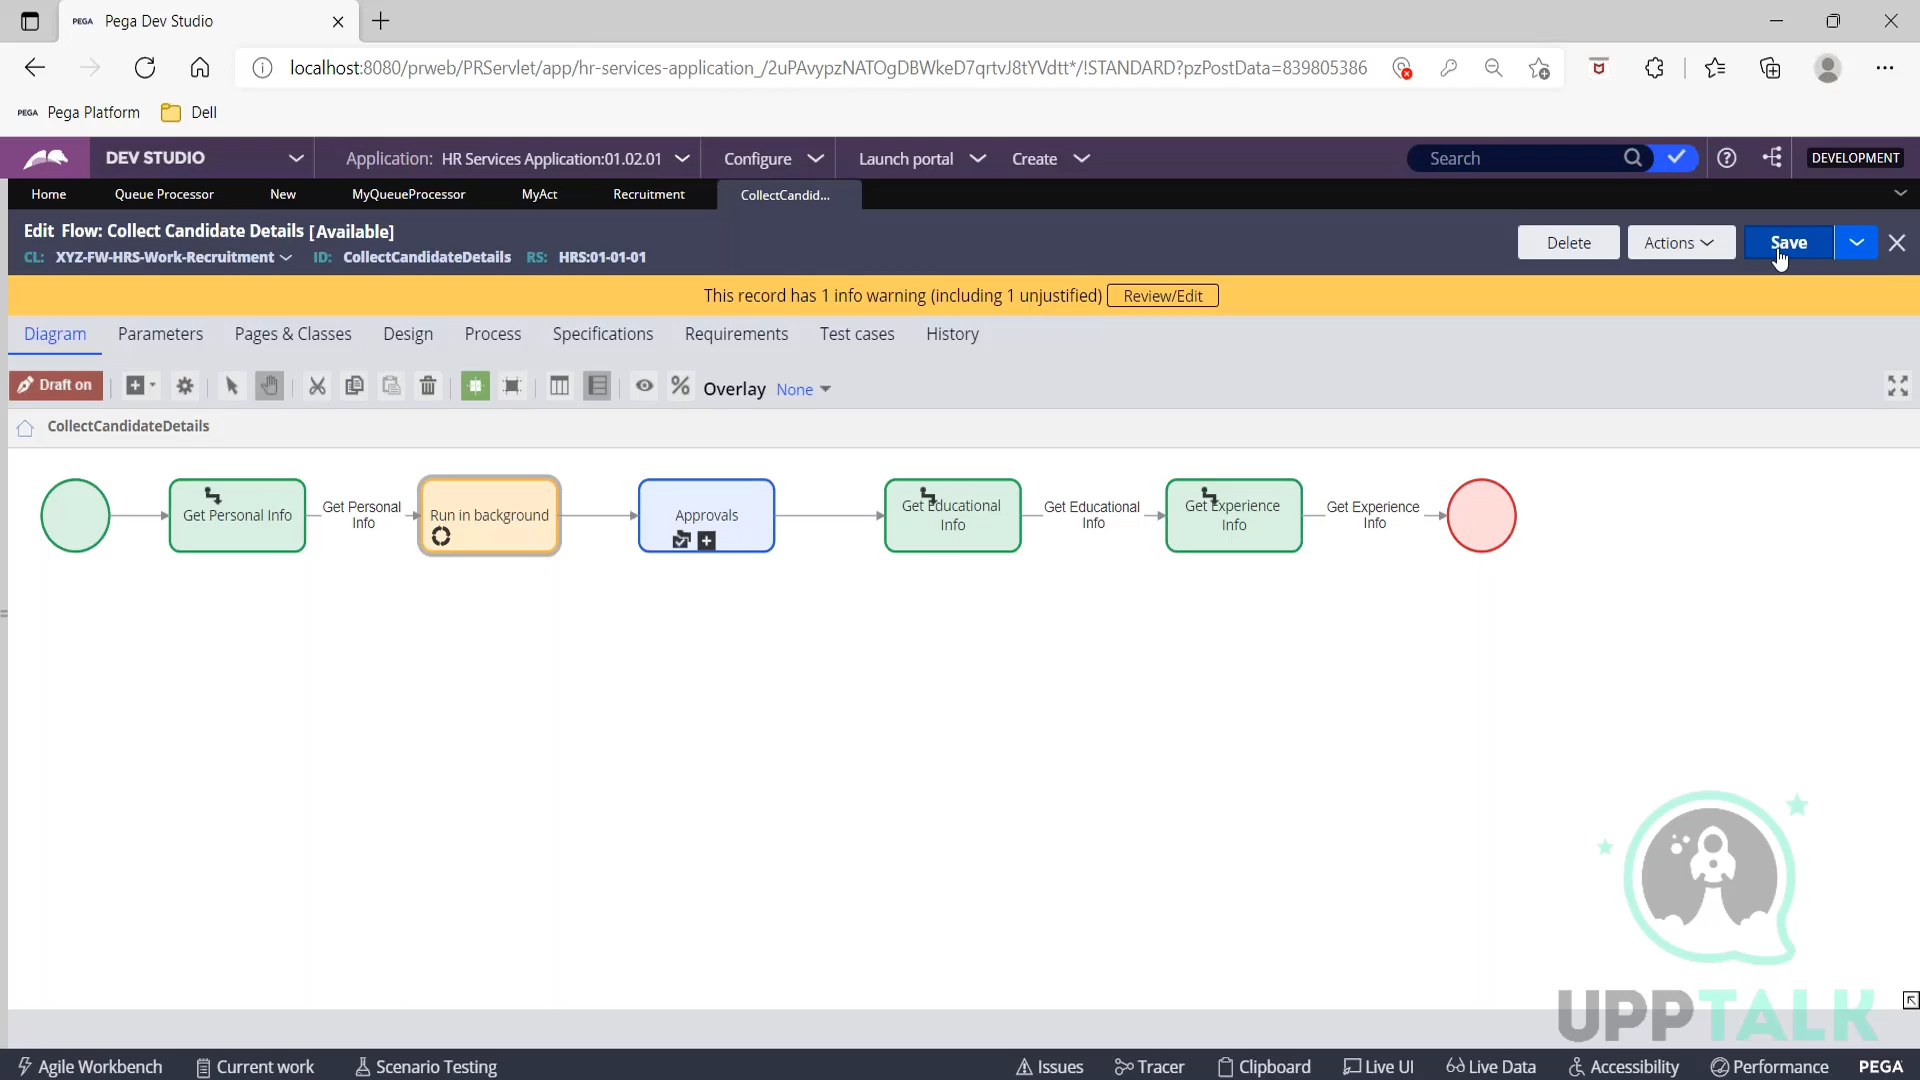 PEGA Pega Dev Studio
localhost:8080/prweb/PRServlet/app/hr-services-application_/2uPAvypzNATOgDBWkeD7qrtvJ8tYVdtt*/!STANDARD?pzPostData=839805386
PEGA Pega Platform Dell
DEV STUDIO Application: HR Services Application:01.02.01 Configure Launch portal Create Search DEVELOPMENT
Home Queue Processor New MyQueueProcessor MyAct Recruitment CollectCandid...
Edit Flow: Collect Candidate Details [Available]
CL: XYZ-FW-HRS-Work-Recruitment ID: CollectCandidateDetails RS: HRS:01-01-01
Delete Actions Save
This record has 1 info warning (including 1 unjustified) Review/Edit
Diagram Parameters Pages & Classes Design Process Specifications Requirements Test cases History
Draft on Overlay None
CollectCandidateDetails
Get Personal Info
Get Personal
Info
Run in background
Approvals
Get Educational
Info
Get Educational
Info
Get Experience
Info
Get Experience
Info
UPPTALK
Agile Workbench Current work Scenario Testing Issues Tracer Clipboard Live UI Live Data Accessibility Performance PEGA